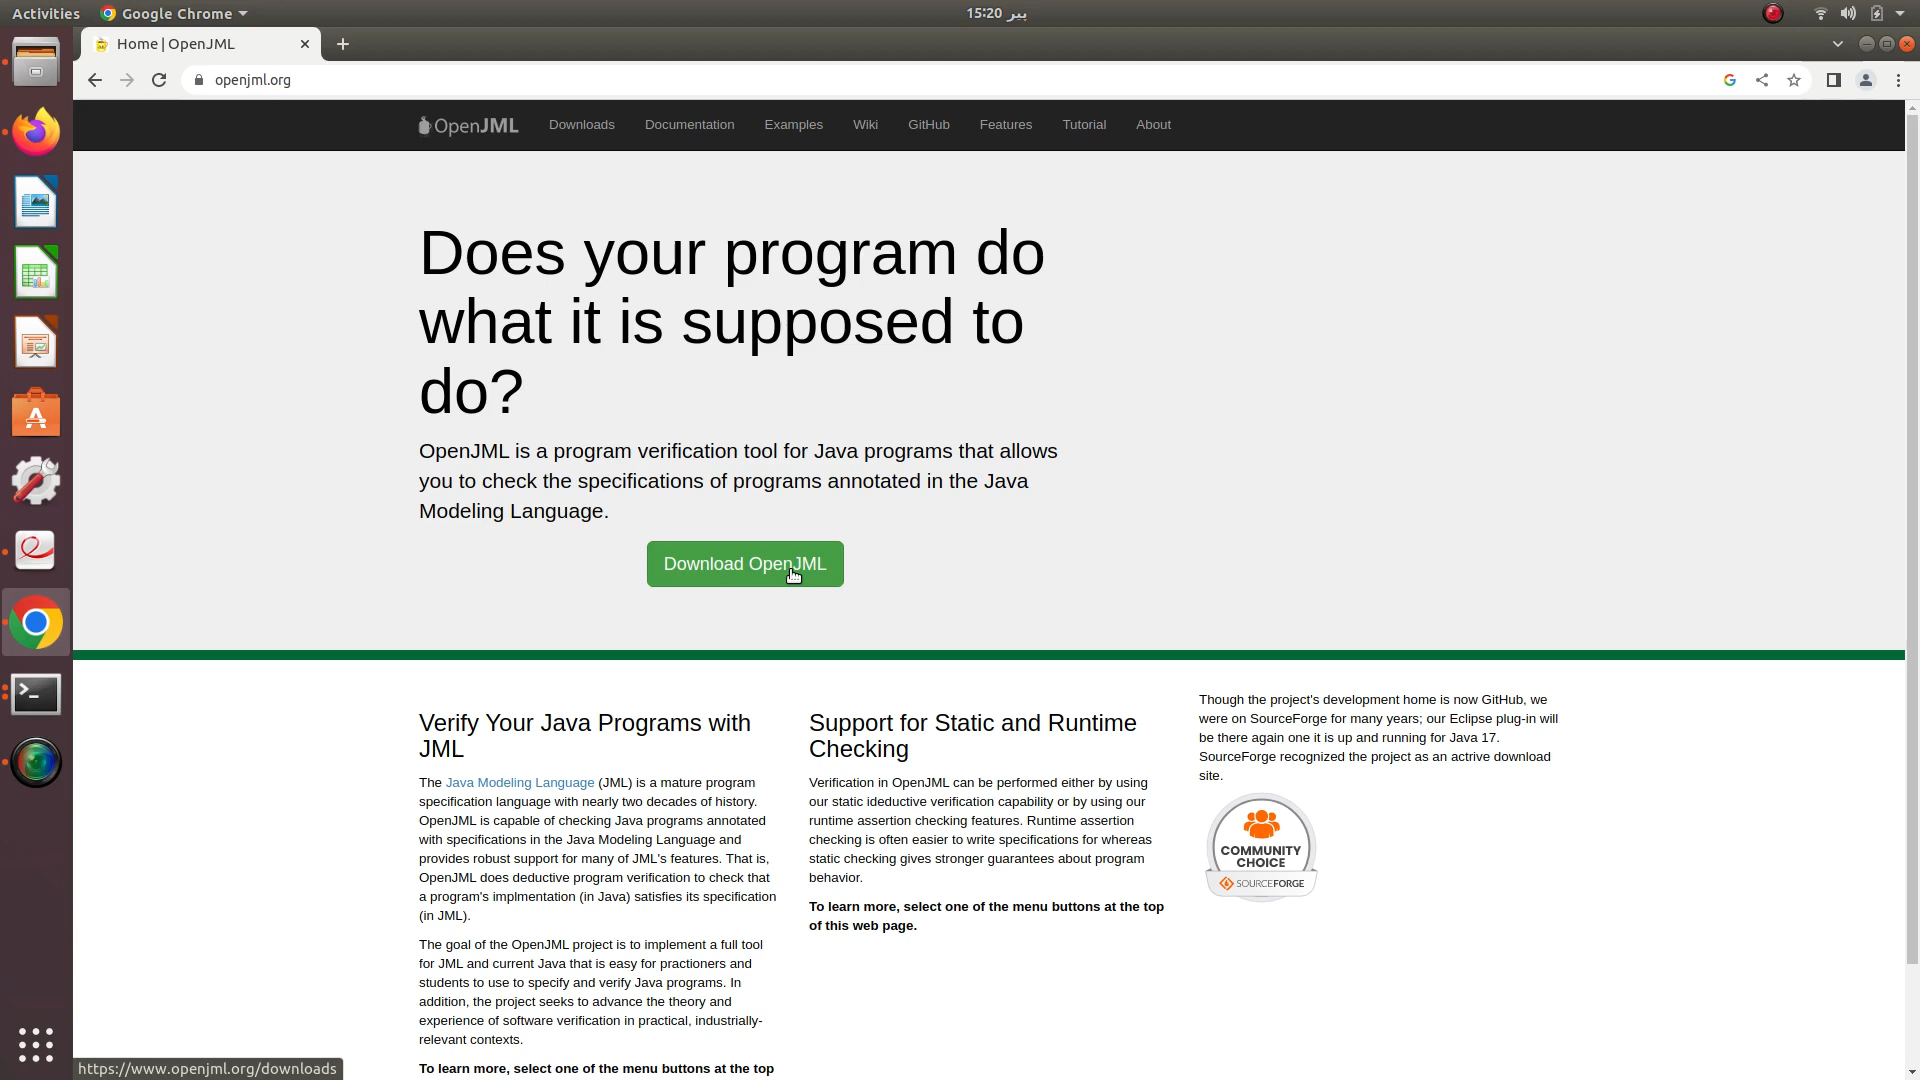 Activities
Google Chrome
پیر 15:20
Home | OpenJML
openjml.org
OpenJML
Downloads
Documentation
Examples
Wiki
GitHub
Features
Tutorial
About
Does your program do
what it is supposed to
do?
OpenJML is a program verification tool for Java programs that allows
you to check the specifications of programs annotated in the Java
Modeling Language.
Download OpenJML
Verify Your Java Programs with
JML
The Java Modeling Language (JML) is a mature program
specification language with nearly two decades of history.
OpenJML is capable of checking Java programs annotated
with specifications in the Java Modeling Language and
provides robust support for many of JML's features. That is,
OpenJML does deductive program verification to check that
a program's implmentation (in Java) satisfies its specification
(in JML).
The goal of the OpenJML project is to implement a full tool
for JML and current Java that is easy for practioners and
students to use to specify and verify Java programs. In
addition, the project seeks to advance the theory and
experience of software verification in practical, industrially-
relevant contexts.
To learn more, select one of the menu buttons at the top
Support for Static and Runtime
Checking
Verification in OpenJML can be performed either by using
our static ideductive verification capability or by using our
runtime assertion checking features. Runtime assertion
checking is often easier to write specifications for whereas
static checking gives stronger guarantees about program
behavior.
To learn more, select one of the menu buttons at the top
of this web page.
Though the project's development home is now GitHub, we
were on SourceForge for many years; our Eclipse plug-in will
be there again one it is up and running for Java 17.
SourceForge recognized the project as an actrive download
site.
COMMUNITY
CHOICE
SOURCEFORGE
https://www.openjml.org/downloads